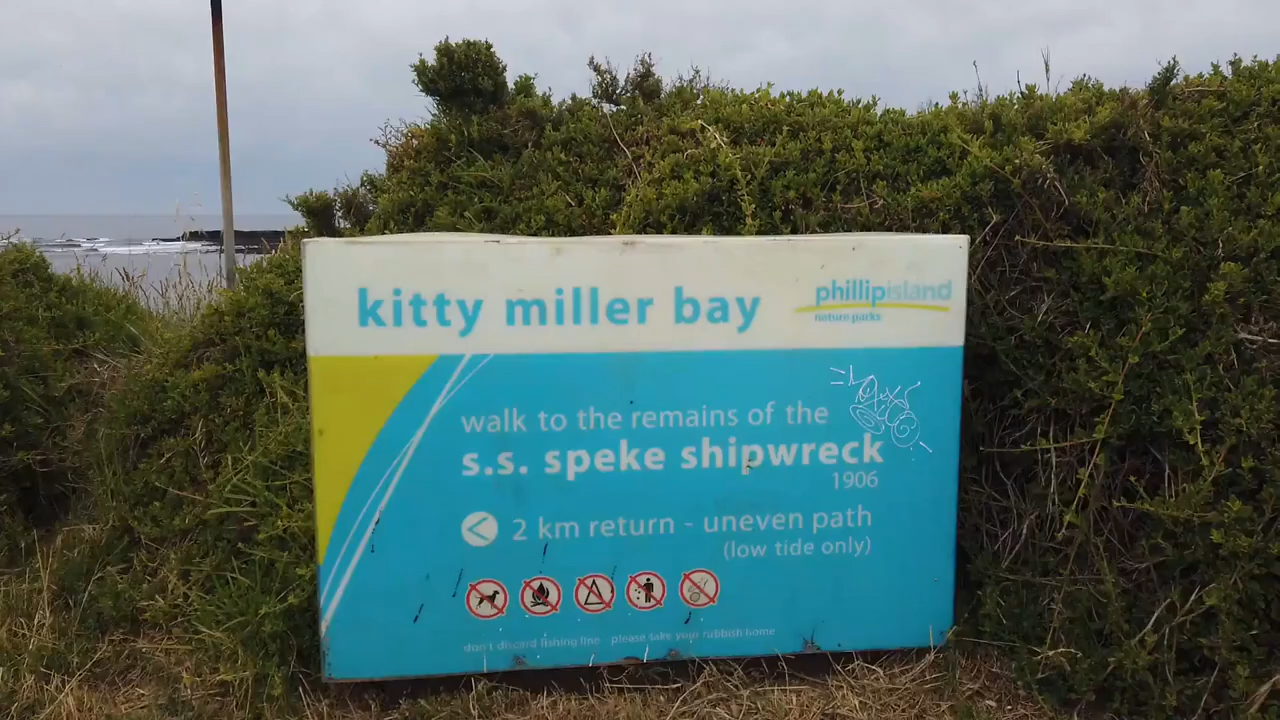 kitty miller bay
phillipisland
nature parks
walk to the remains of the
s.s. speke shipwreck
1906
2 km return - uneven path
(low tide only)
don't discard fishing line please take your rubbish home